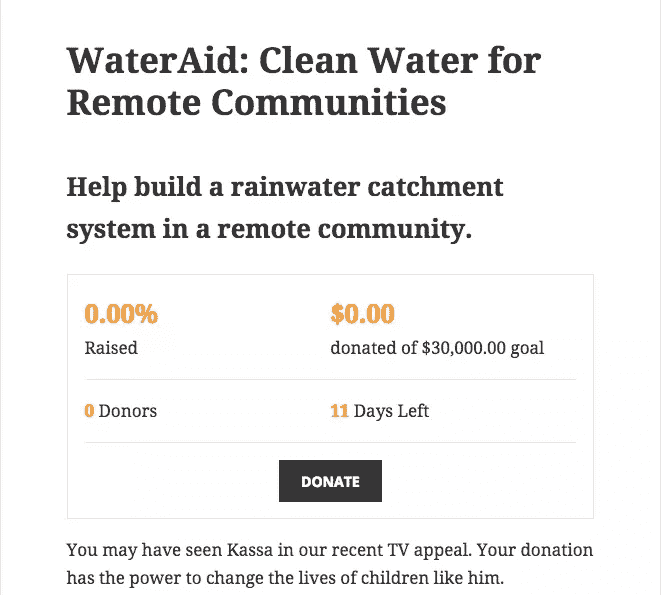 WaterAid: Clean Water for
Remote Communities
Help build a rainwater catchment
system in a remote community.
0.00%
Raised
$0.00
donated of $30,000.00 goal
0 Donors
11 Days Left
DONATE
You may have seen Kassa in our recent TV appeal. Your donation
has the power to change the lives of children like him.